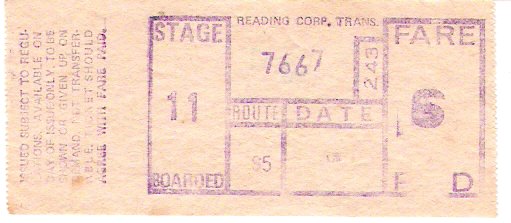 ISSUED SUBJECT TO REGU-
LATIONS. AVAILABLE ON
DAY OF ISSUE ONLY. TO BE
SHOWN OR GIVEN UP ON
DEMAND. NOT TRANSFER-
ABLE. TICKET SHOULD
AGREE WITH FARE PAID.
READING CORP. TRANS.
STAGE
11
BOARDED
7667
243
ROUTE
DATE
FARE
6
D